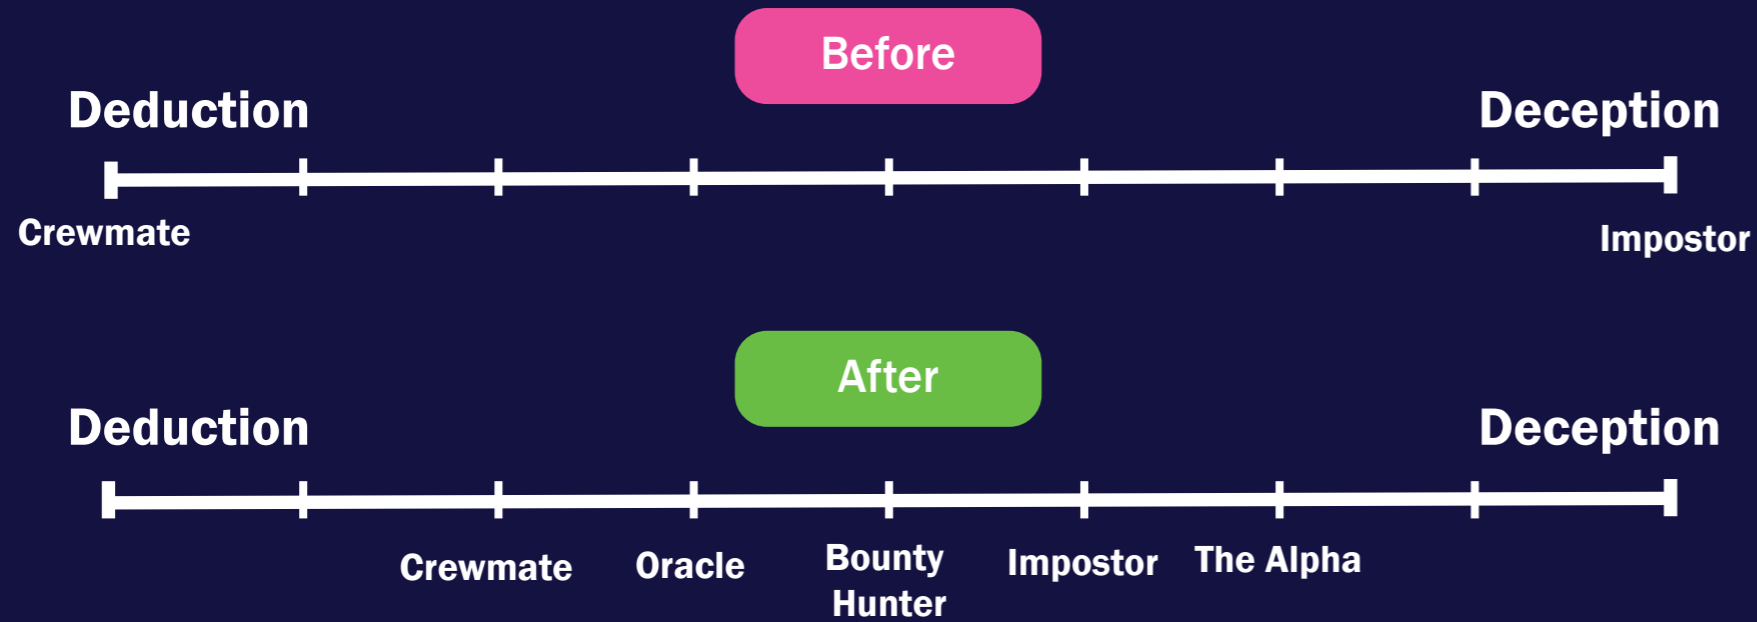 Before
Deduction
Deception
Crewmate
Impostor
After
Deduction
Deception
Crewmate
Oracle
Bounty
Hunter
Impostor
The Alpha